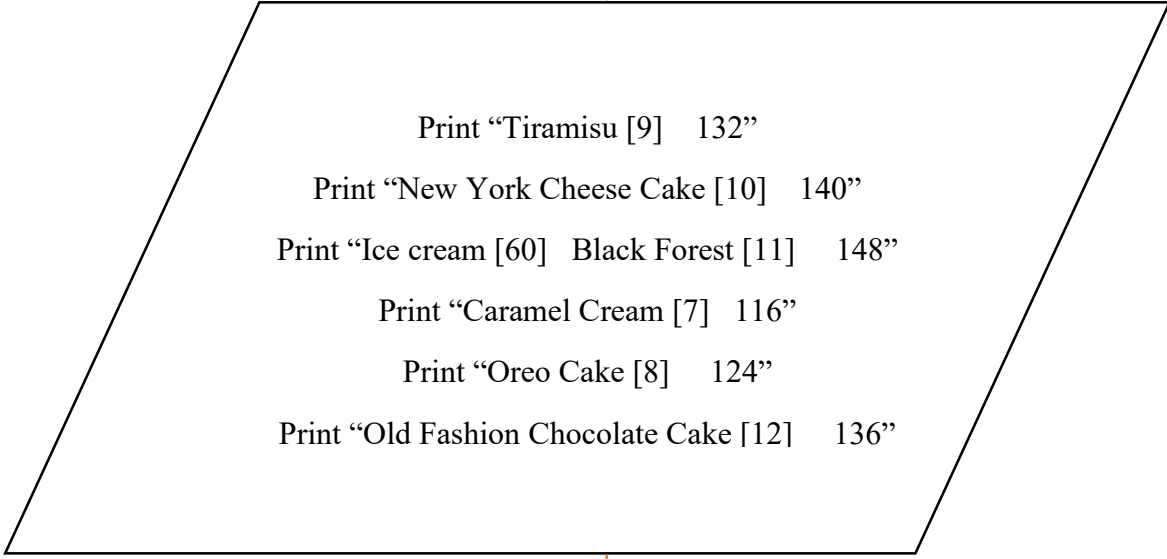 Print “Tiramisu [9] 132”
Print “New York Cheese Cake [10] 140”
Print “Ice cream [60] Black Forest [11] 148”
Print “Caramel Cream [7] 116”
Print “Oreo Cake [8] 124”
Print “Old Fashion Chocolate Cake [12] 136”